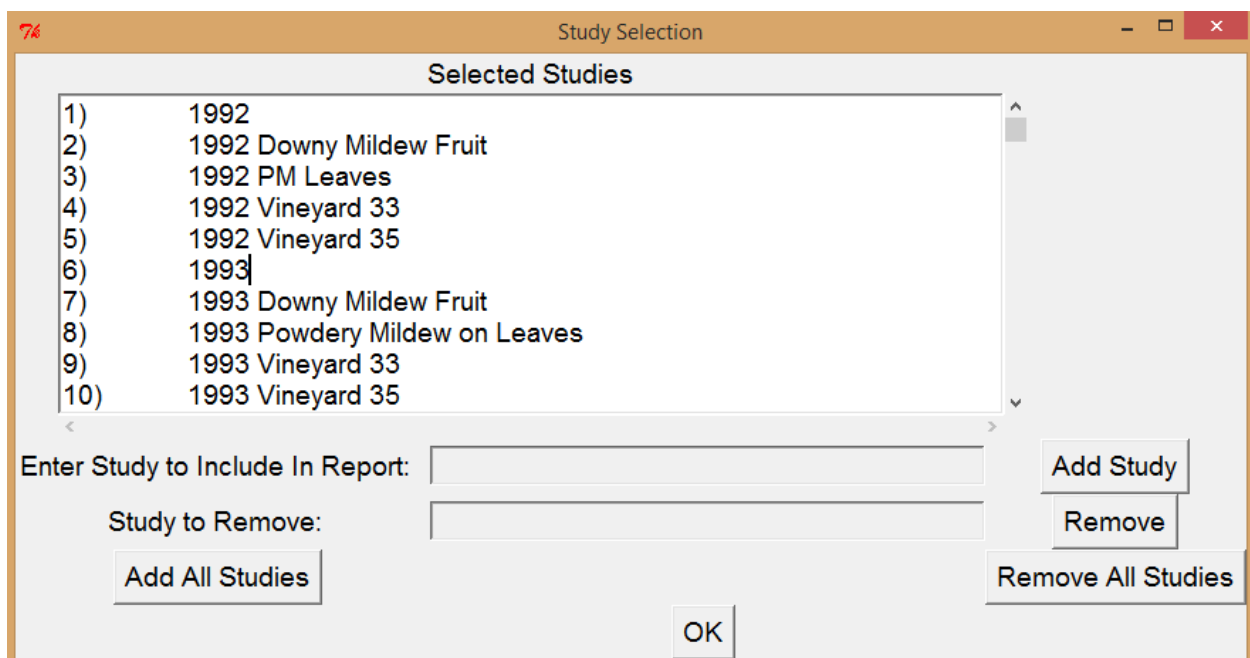 Study Selection
Selected Studies
1) 1992
2) 1992 Downy Mildew Fruit
3) 1992 PM Leaves
4) 1992 Vineyard 33
5) 1992 Vineyard 35
6) 1993
7) 1993 Downy Mildew Fruit
8) 1993 Powdery Mildew on Leaves
9) 1993 Vineyard 33
10) 1993 Vineyard 35
Enter Study to Include In Report: Add Study
Study to Remove: Remove
Add All Studies Remove All Studies
OK